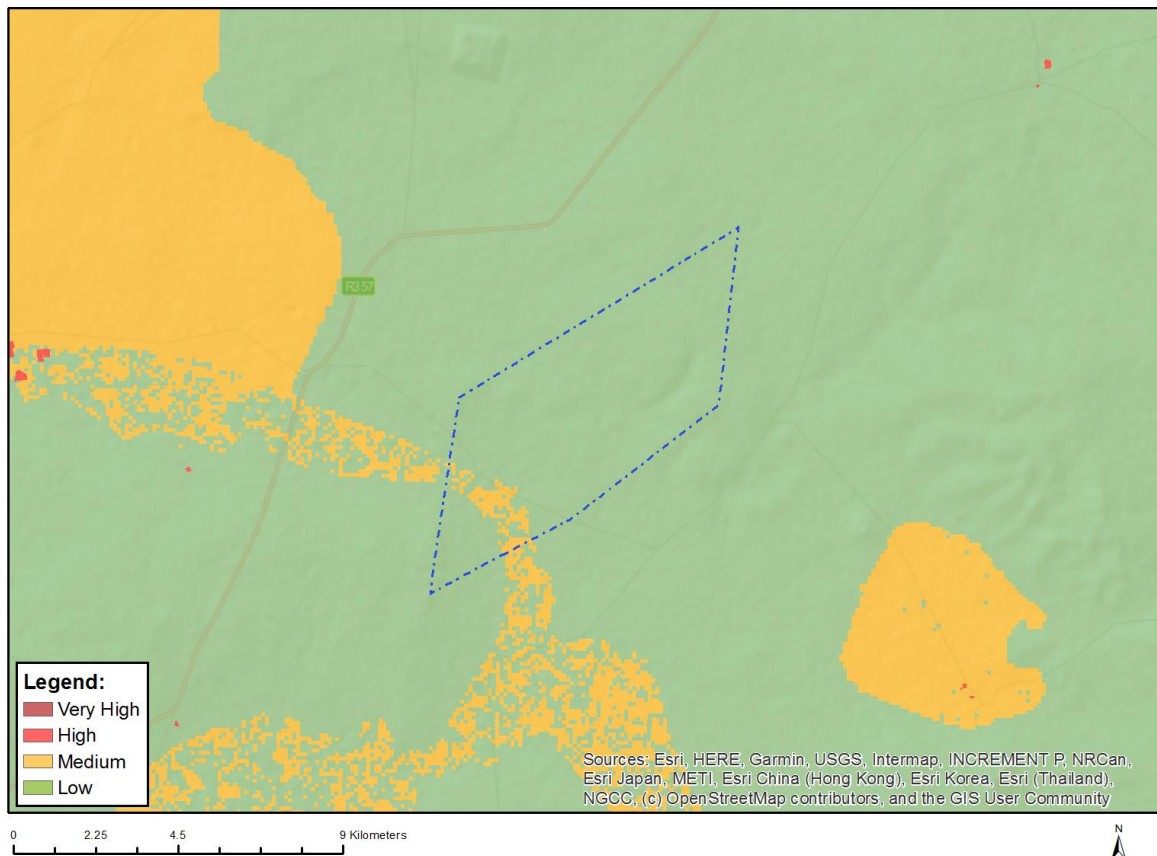 R357
Legend:
Very High
High
Medium
Low
Sources: Esri, HERE, Garmin, USGS, Intermap, INCREMENT P, NRCan,
Esri Japan, METI, Esri China (Hong Kong), Esri Korea, Esri (Thailand),
NGCC, (c) OpenStreetMap contributors, and the GIS User Community
0 2.25 4.5 9 Kilometers
N